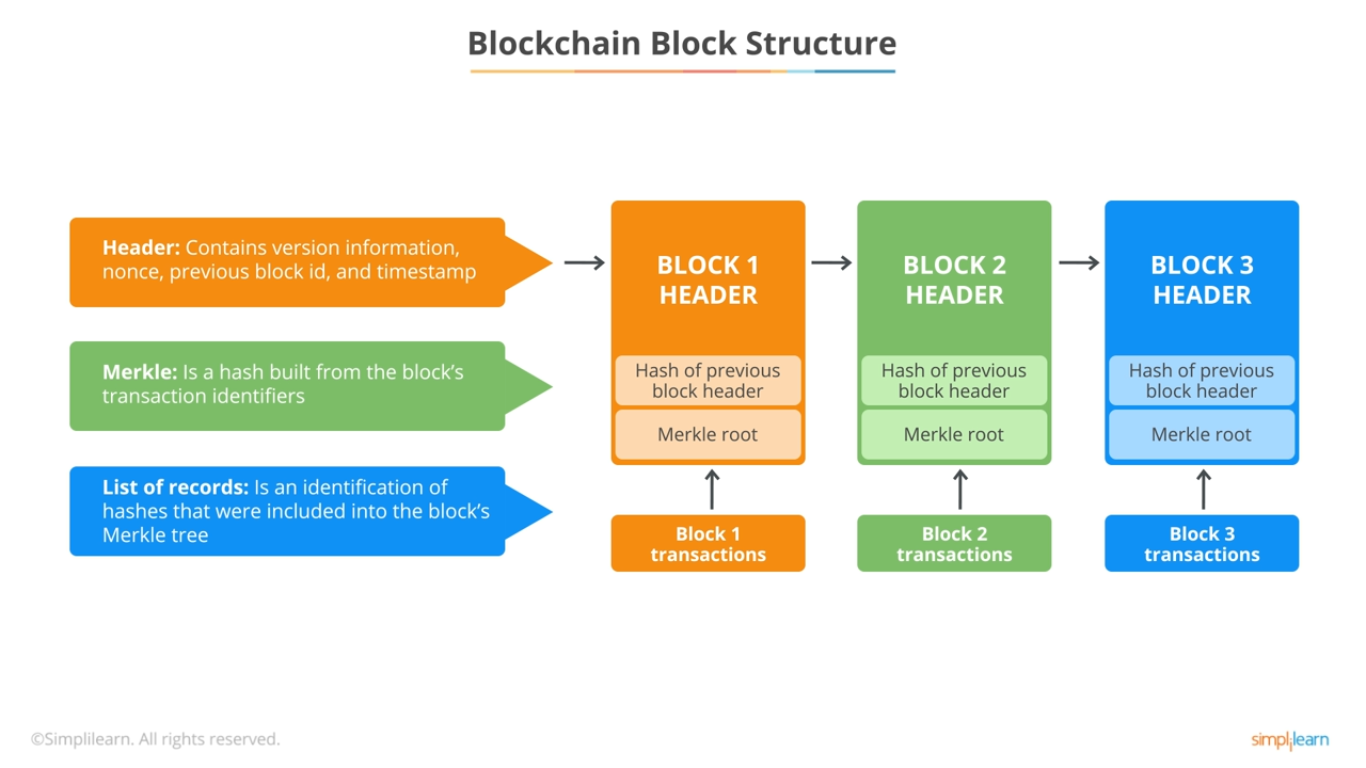 Blockchain Block Structure
Header: Contains version information,
nonce, previous block id, and timestamp
Merkle: Is a hash built from the block's
transaction identifiers
List of records: Is an identification of
hashes that were included into the block's
Merkle tree
BLOCK 1
HEADER
Hash of previous
block header
Merkle root
Block 1
transactions
BLOCK 2
HEADER
Hash of previous
block header
Merkle root
Block 2
transactions
BLOCK 3
HEADER
Hash of previous
block header
Merkle root
Block 3
transactions
©Simplilearn. All rights reserved.
simplilearn